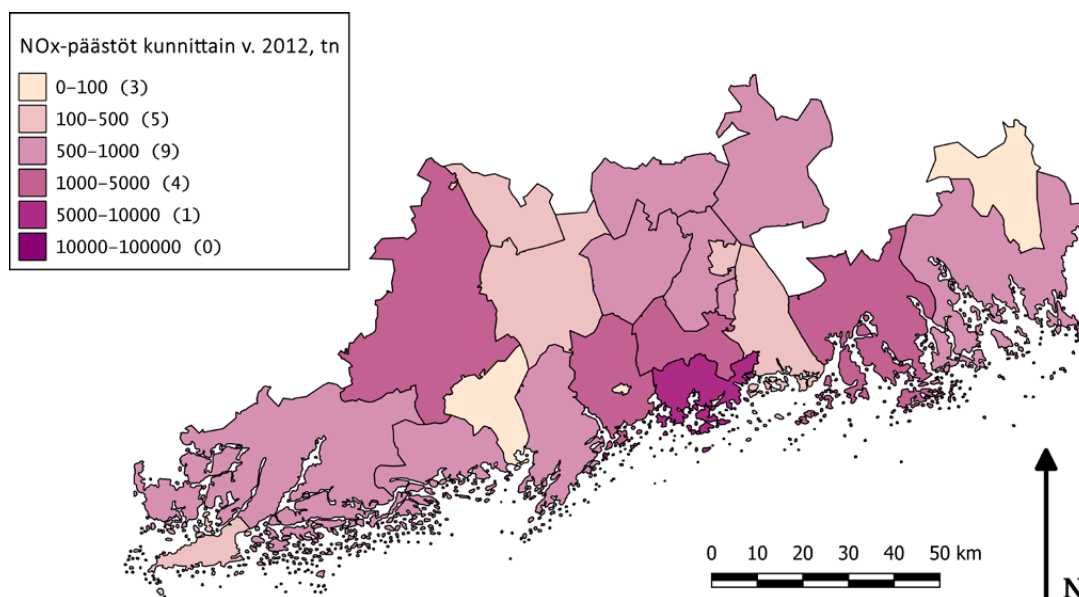 NOx-päästöt kunnittain v. 2012, tn
0–100 (3)
100–500 (5)
500–1000 (9)
1000–5000 (4)
5000–10000 (1)
10000–100000 (0)
0 10 20 30 40 50 km
N